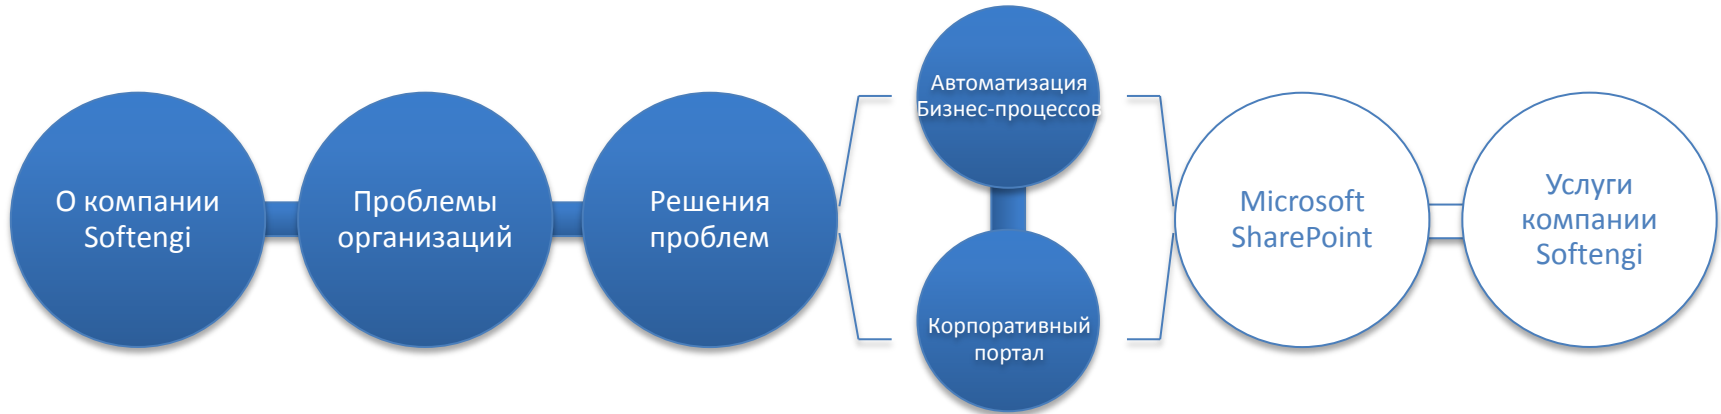 О компании
Softengi
Проблемы
организаций
Решения
проблем
Автоматизация
Бизнес-процессов
Корпоративный
портал
Microsoft
SharePoint
Услуги
компании
Softengi